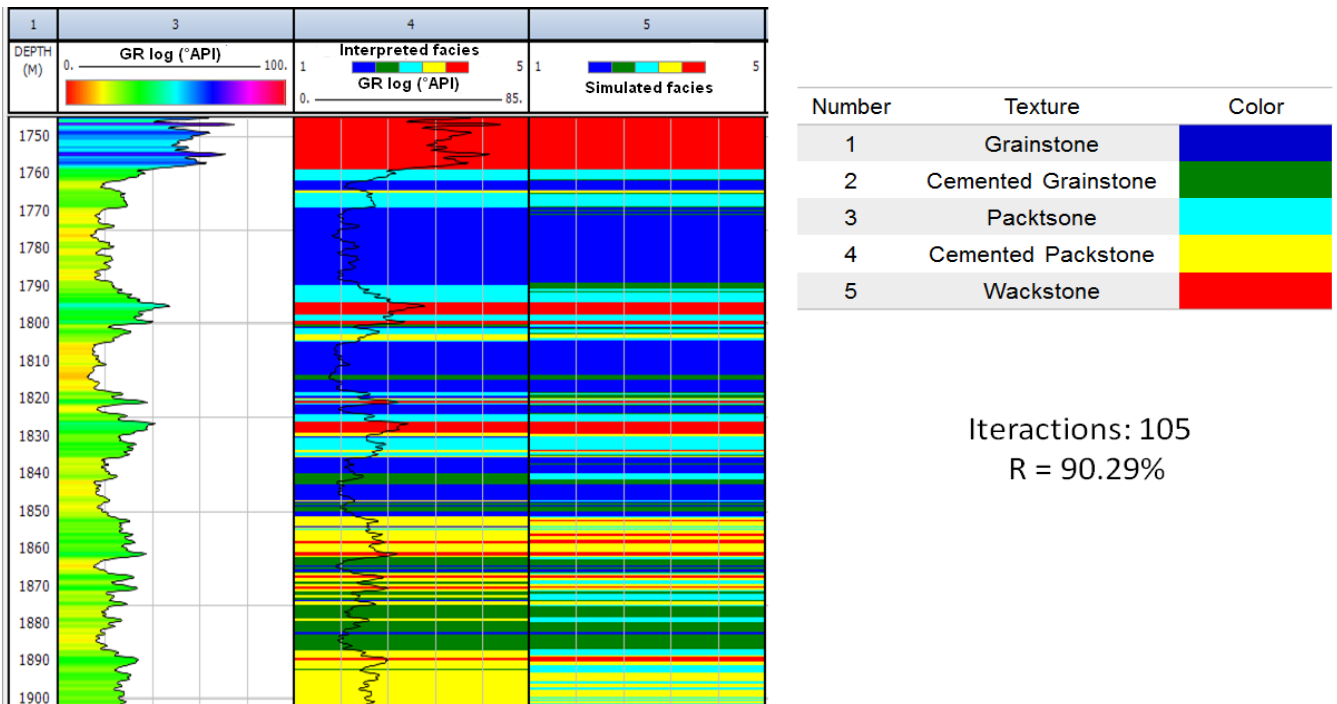 1 3 4 5
DEPTH
(M)
GR log (°API)
0. 100.
Interpreted facies
1 5
GR log (°API)
0. 85.
1 5
Simulated facies
1750
1760
1770
1780
1790
1800
1810
1820
1830
1840
1850
1860
1870
1880
1890
1900
Number Texture Color
1 Grainstone
2 Cemented Grainstone
3 Packtsone
4 Cemented Packstone
5 Wackstone
Iteractions: 105
R = 90.29%